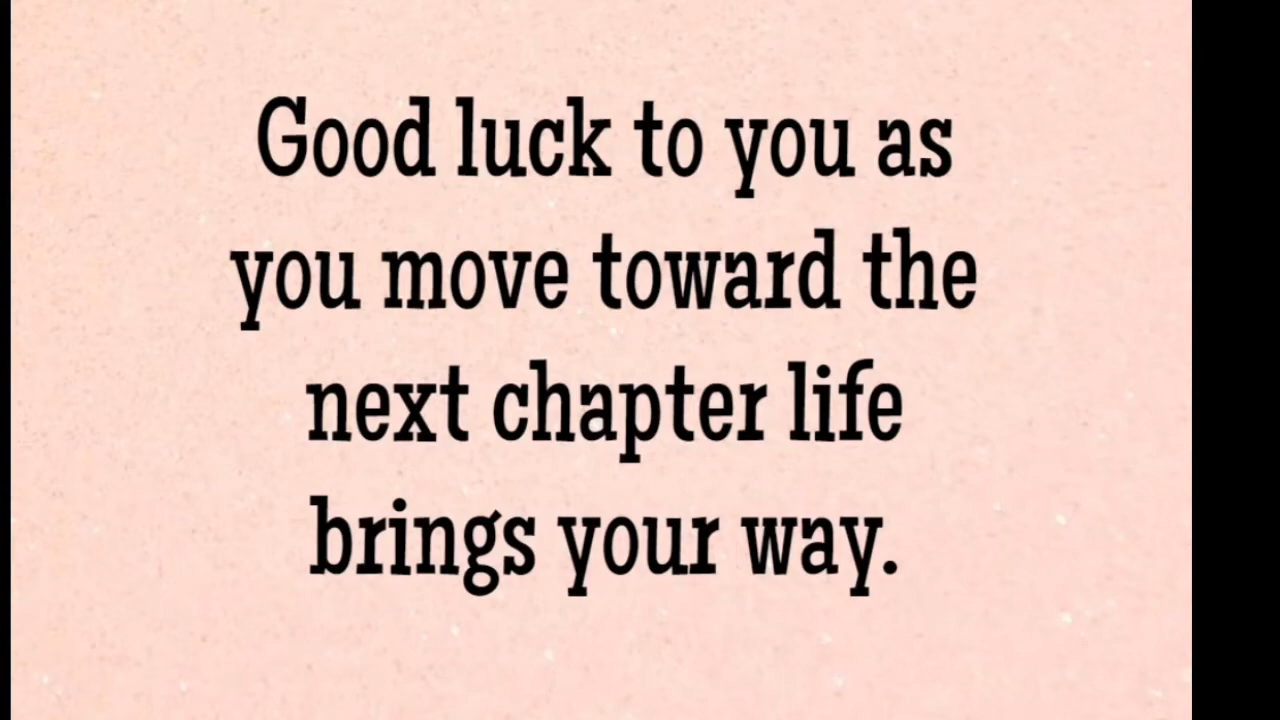 Good luck to you as
you move toward the
next chapter life
brings your way.